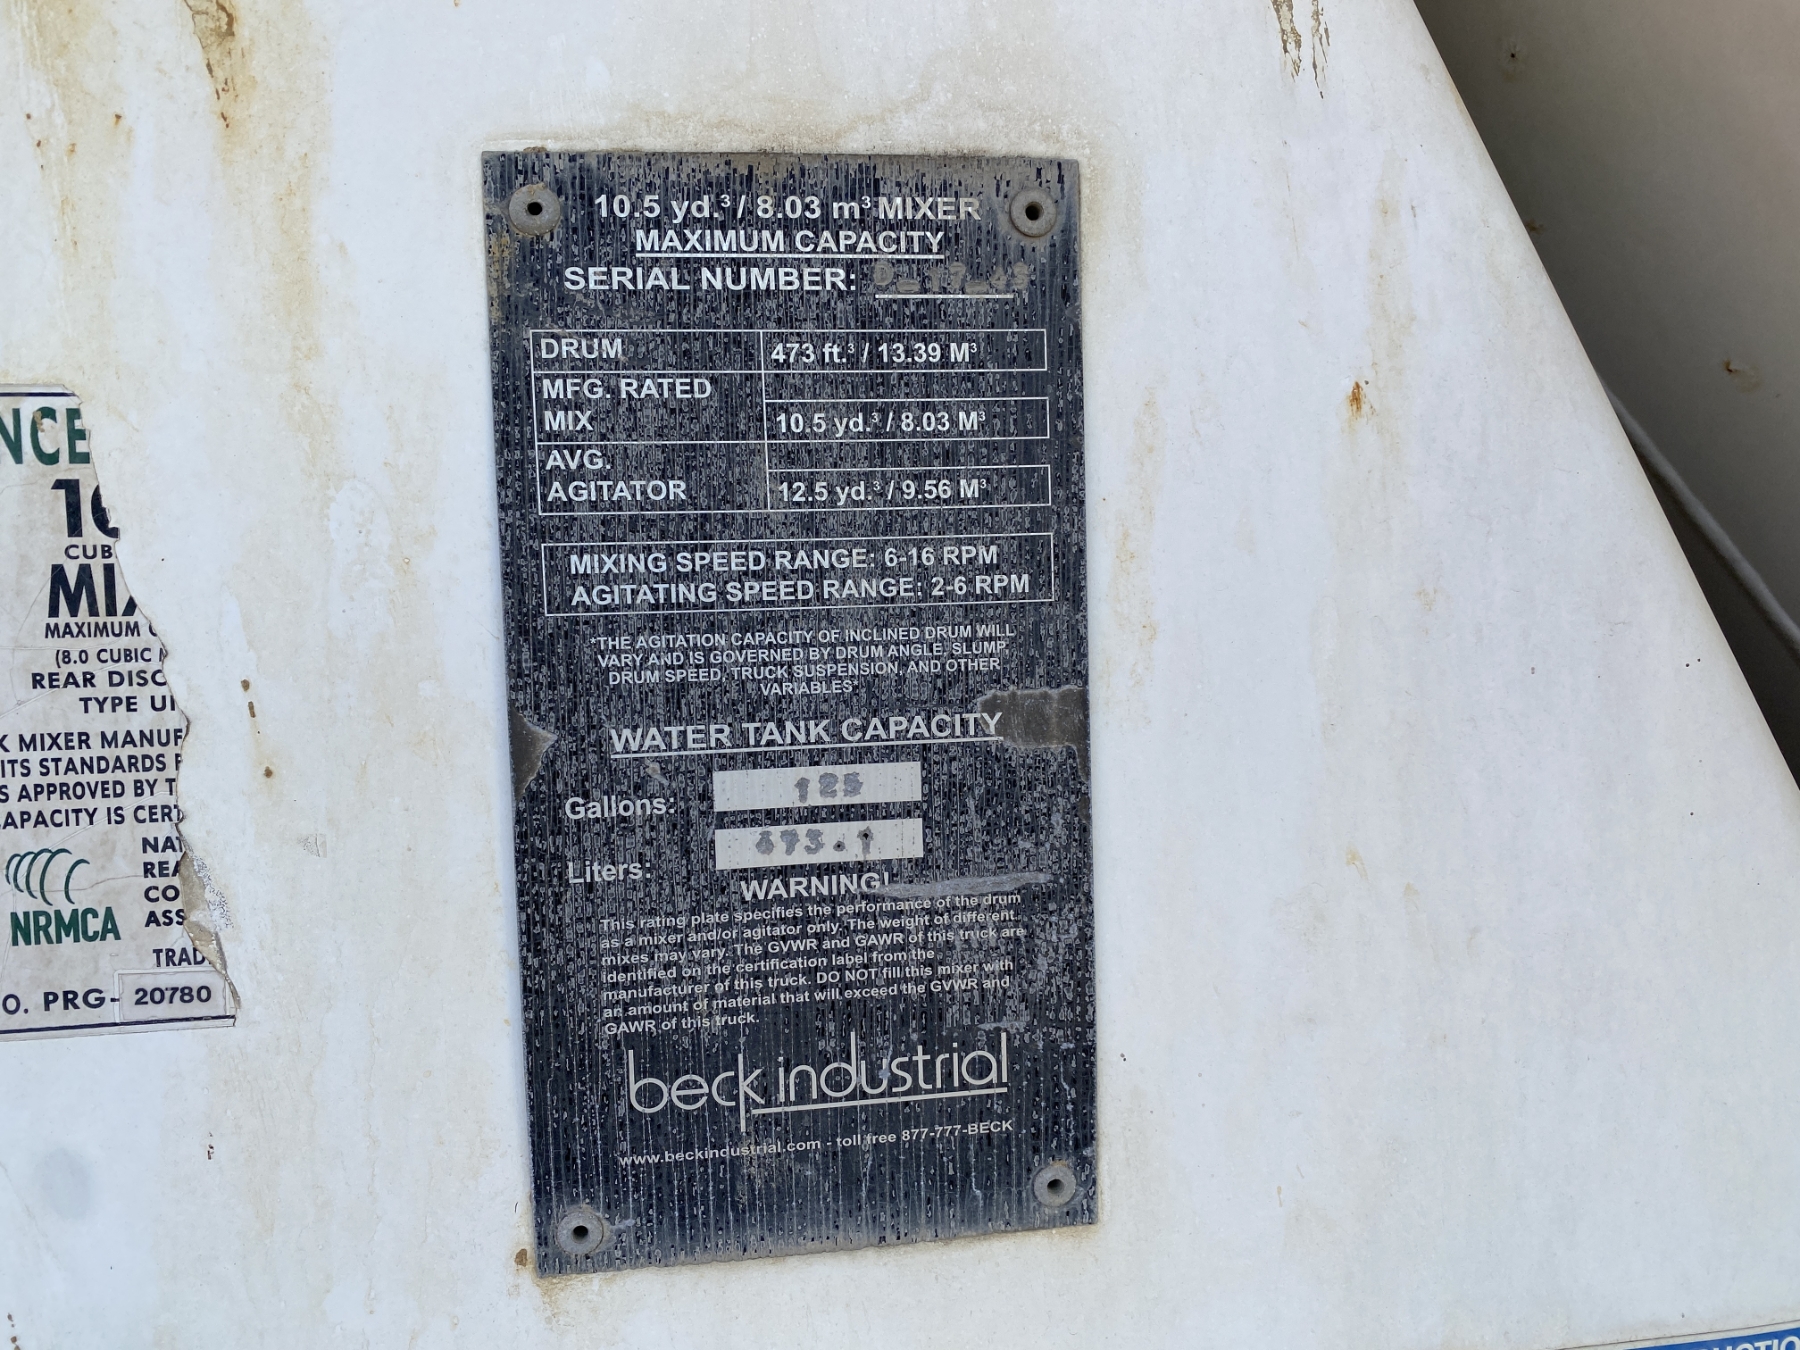 10.5 yd.³ / 8.03 m³ MIXER
MAXIMUM CAPACITY
SERIAL NUMBER:
DRUM 473 ft.³ / 13.39 M³
MFG. RATED
MIX 10.5 yd.³ / 8.03 M³
AVG.
AGITATOR 12.5 yd.³ / 9.56 M³
MIXING SPEED RANGE: 6-16 RPM
AGITATING SPEED RANGE: 2-6 RPM
*THE AGITATION CAPACITY OF INCLINED DRUM WILL
VARY AND IS GOVERNED BY DRUM ANGLE, SLUMP,
DRUM SPEED, TRUCK SUSPENSION, AND OTHER
VARIABLES*
WATER TANK CAPACITY
Gallons: 125
Liters:
WARNING!
This rating plate specifies the performance of the drum
as a mixer and/or agitator only. The weight of different
mixes may vary. The GVWR and GAWR of this truck are
identified on the certification label from the
manufacturer of this truck. DO NOT fill this mixer with
an amount of material that will exceed the GVWR and
GAWR of this truck.
beck industrial
www.beckindustrial.com - toll free 877-777-BECK
NCE
10
CUB
MI
MAXIMUM
(8.0 CUBIC
REAR DISC
TYPE
K MIXER MANUF
ITS STANDARDS
S APPROVED BY T
APACITY IS CERT
NAT
REA
CO
ASS
NRMCA
TRAD
O. PRG- 20780